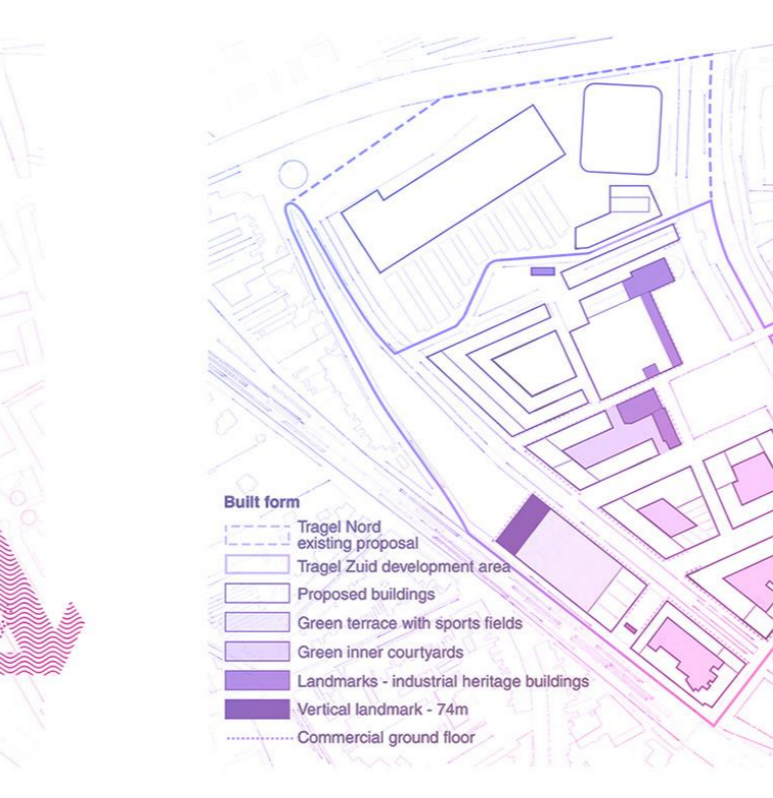 Built form
Tragel Nord
existing proposal
Tragel Zuid development area
Proposed buildings
Green terrace with sports fields
Green inner courtyards
Landmarks - industrial heritage buildings
Vertical landmark - 74m
Commercial ground floor